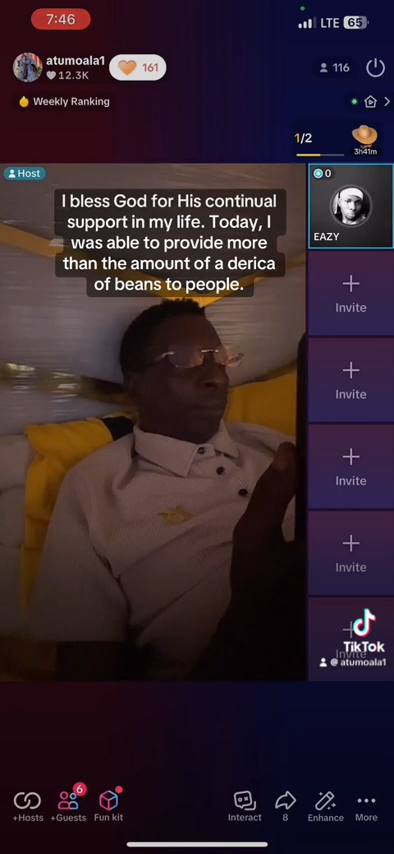 7:46
LTE 65
atumoala1
12.3K
161
116
Weekly Ranking
1/2
3h41m
Host
0
I bless God for His continual
support in my life. Today, I
was able to provide more
than the amount of a derica
of beans to people.
EAZY
Invite
Invite
Invite
Invite
Invite
TikTok
@atumoala1
6
+Hosts
+Guests
Fun kit
Interact
8
Enhance
More